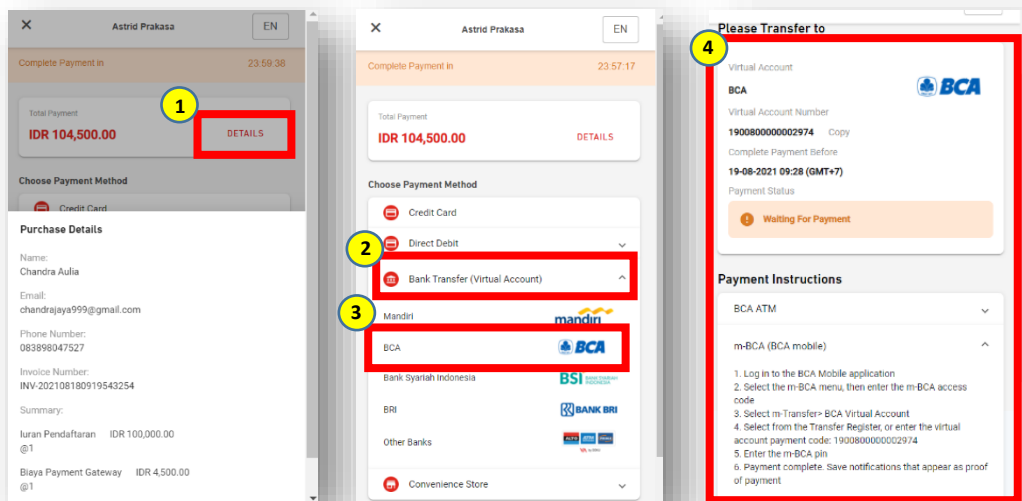 Astrid Prakasa
EN
Complete Payment in 23:59:38
1
Total Payment
IDR 104,500.00
DETAILS
Choose Payment Method
Credit Card
Purchase Details
Name:
Chandra Aulia
Email:
chandrajaya999@gmail.com
Phone Number:
083898047527
Invoice Number:
INV-202108180919543254
Summary:
Iuran Pendaftaran IDR 100,000.00
@1
Biaya Payment Gateway IDR 4,500.00
@1
Astrid Prakasa
EN
Complete Payment in 23:57:17
Total Payment
IDR 104,500.00
DETAILS
Choose Payment Method
Credit Card
Direct Debit
2
Bank Transfer (Virtual Account)
3
Mandiri mandiri
BCA BCA
Bank Syariah Indonesia BSI BANK SYARIAH INDONESIA
BRI BANK BRI
Other Banks
Convenience Store
Please Transfer to
4
Virtual Account
BCA BCA
Virtual Account Number
1900800000002974 Copy
Complete Payment Before
19-08-2021 09:28 (GMT+7)
Payment Status
Waiting For Payment
Payment Instructions
BCA ATM
m-BCA (BCA mobile)
1. Log in to the BCA Mobile application
2. Select the m-BCA menu, then enter the m-BCA access
code
3. Select m-Transfer> BCA Virtual Account
4. Select from the Transfer Register, or enter the virtual
account payment code: 1900800000002974
5. Enter the m-BCA pin
6. Payment complete. Save notifications that appear as proof
of payment